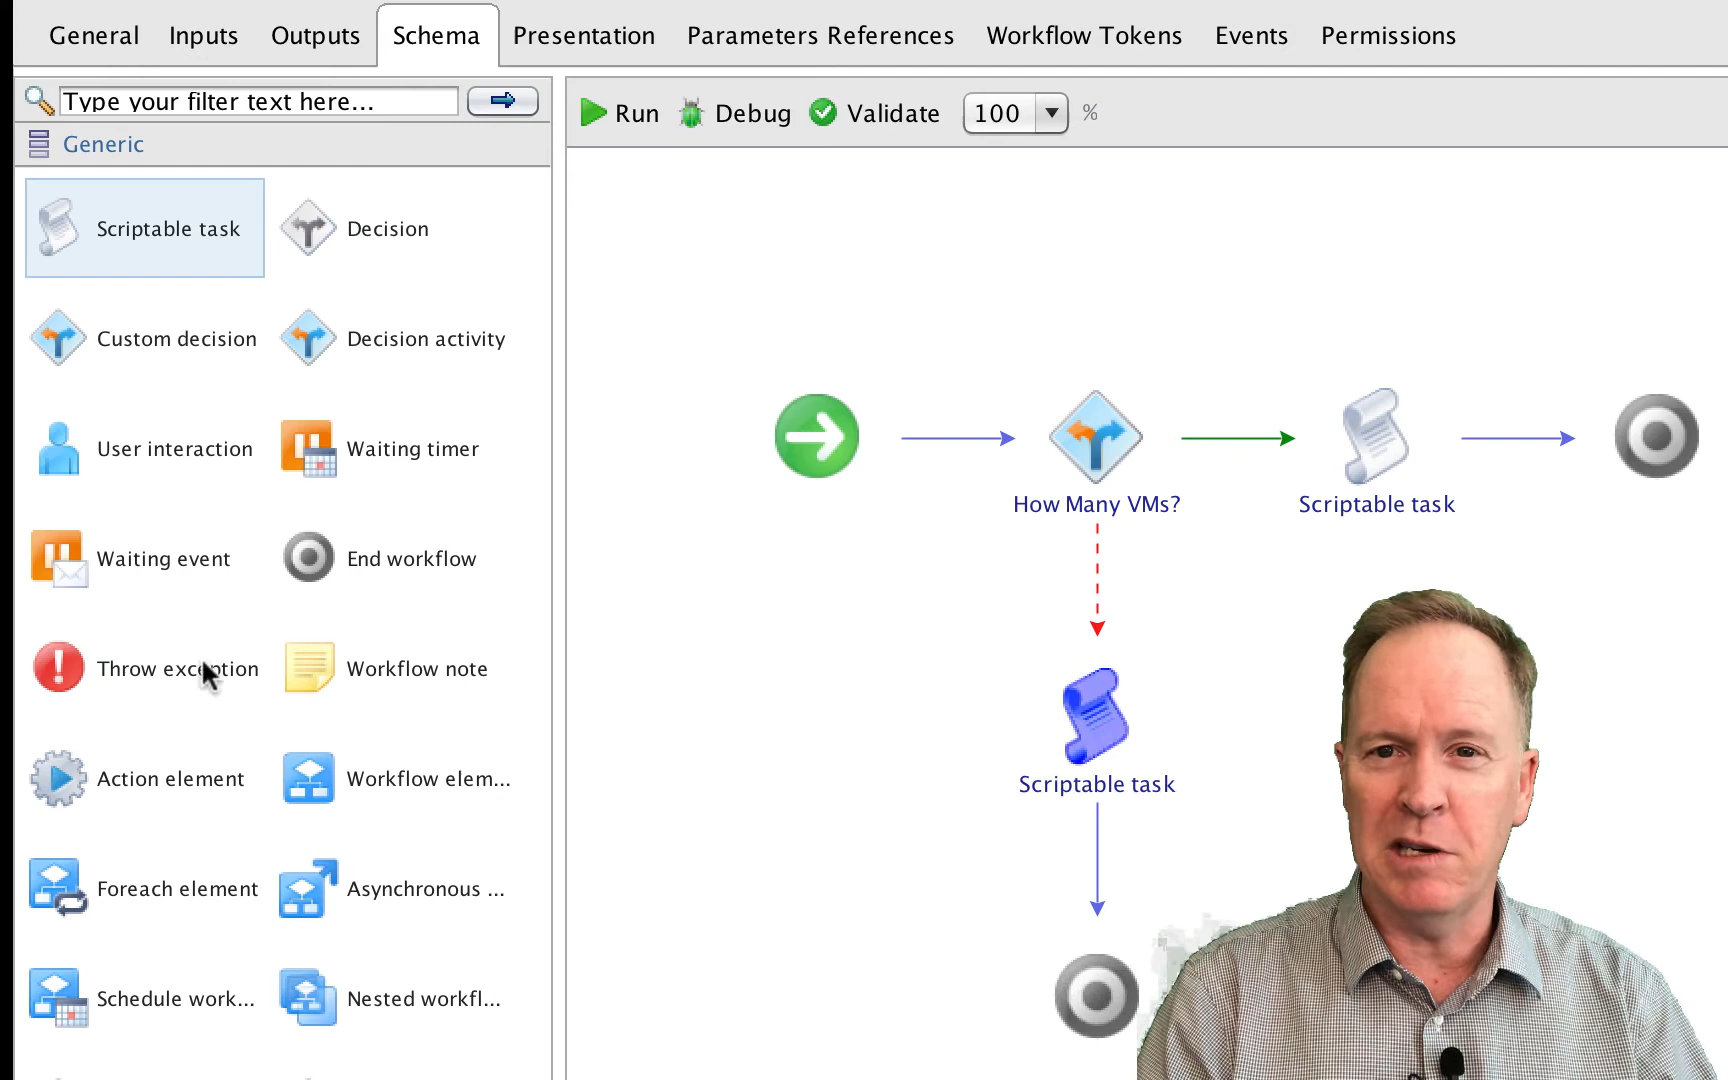 General Inputs Outputs Schema Presentation Parameters References Workflow Tokens Events Permissions
Type your filter text here...
Generic
Scriptable task Decision
Custom decision Decision activity
User interaction Waiting timer
Waiting event End workflow
Throw exception Workflow note
Action element Workflow elem...
Foreach element Asynchronous ...
Schedule work... Nested workfl...
Run Debug Validate 100 %
How Many VMs? Scriptable task
Scriptable task